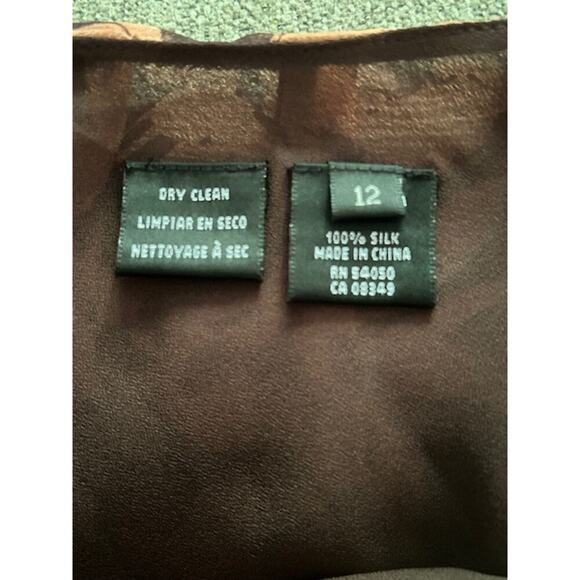 DRY CLEAN
LIMPIAR EN SECO
NETTOYAGE À SEC
12
100% SILK
MADE IN CHINA
RN 54050
CA 08349